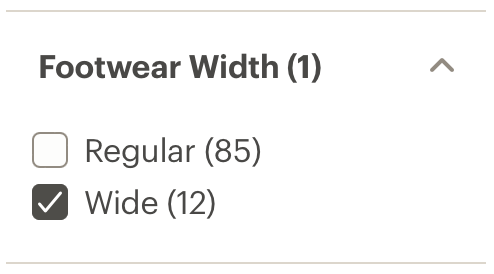 Footwear Width (1)
Regular (85)
Wide (12)